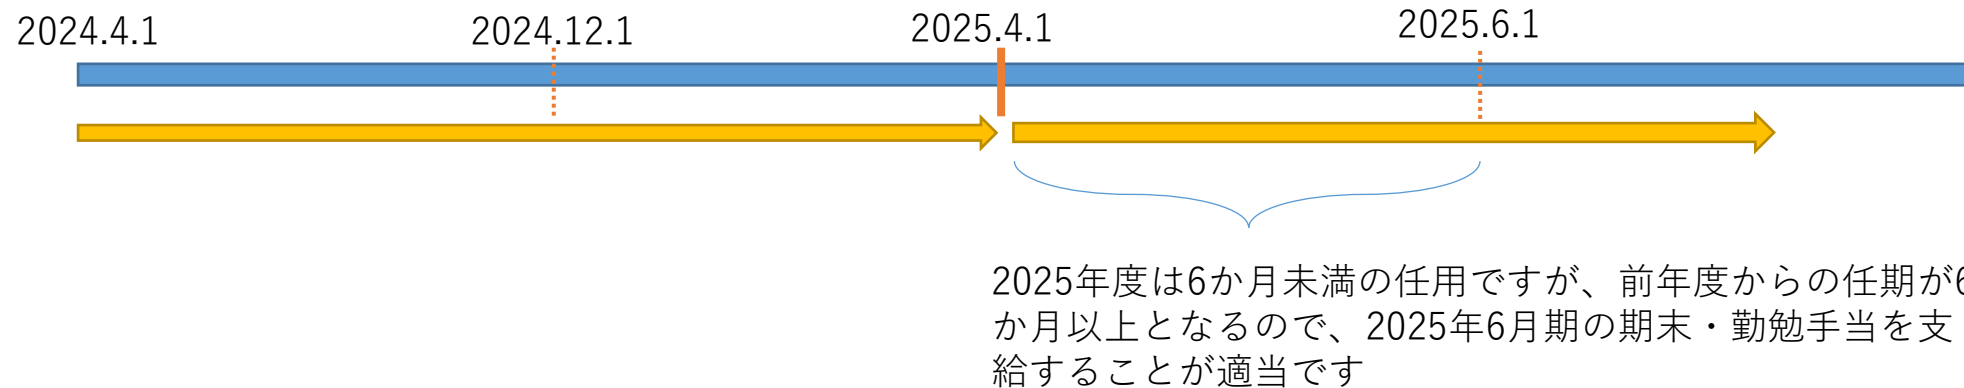 2024.4.1
2024.12.1
2025.4.1
2025.6.1
2025年度は6か月未満の任用ですが、前年度からの任期が6
か月以上となるので、2025年6月期の期末・勤勉手当を支
給することが適当です